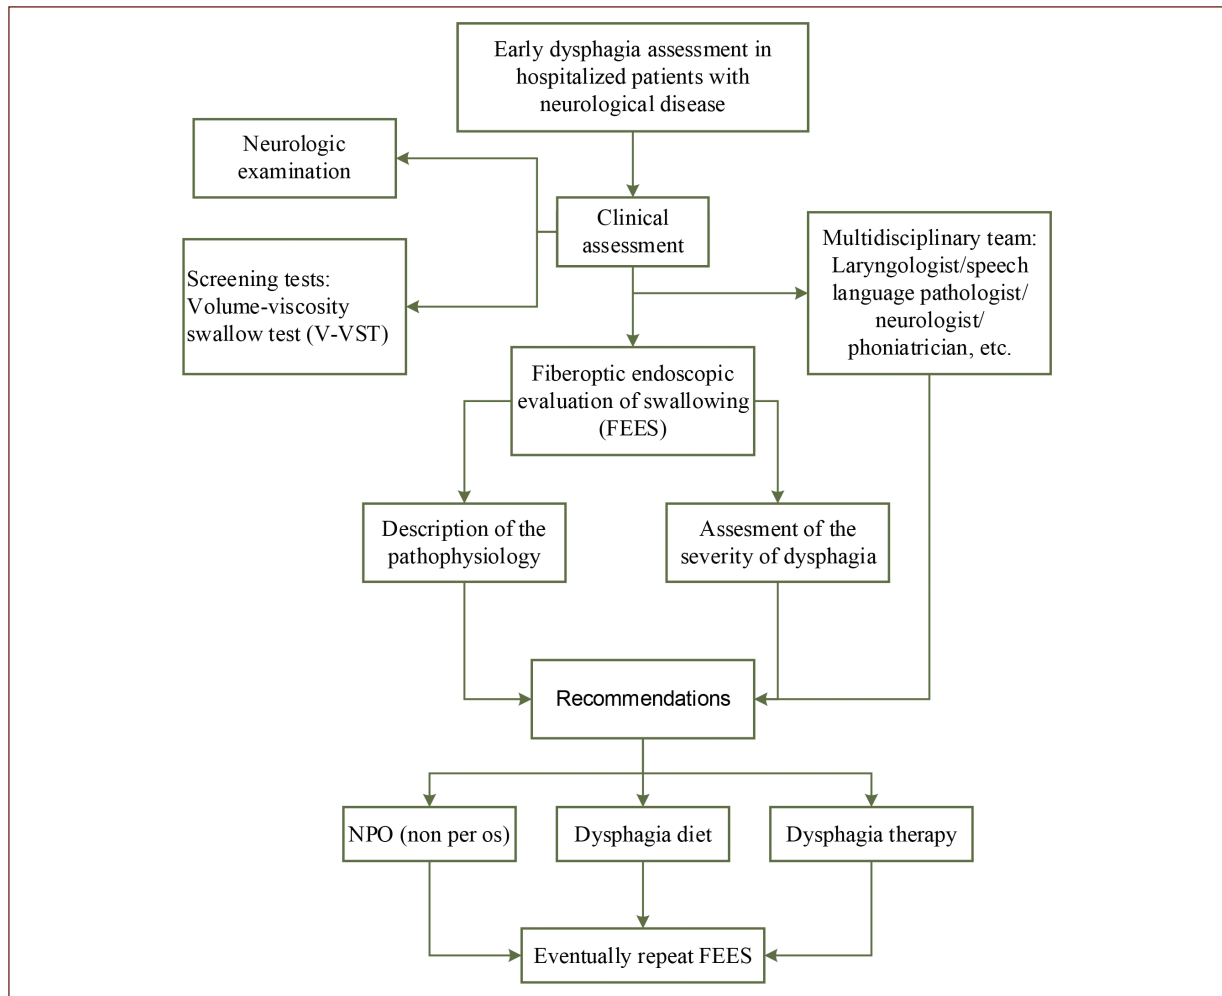 Early dysphagia assessment in
hospitalized patients with
neurological disease
Neurologic
examination
Clinical
assessment
Multidisciplinary team:
Laryngologist/speech
language pathologist/
neurologist/
phoniatrician, etc.
Screening tests:
Volume-viscosity
swallow test (V-VST)
Fiberoptic endoscopic
evaluation of swallowing
(FEES)
Description of the
pathophysiology
Assesment of the
severity of dysphagia
Recommendations
NPO (non per os)
Dysphagia diet
Dysphagia therapy
Eventually repeat FEES